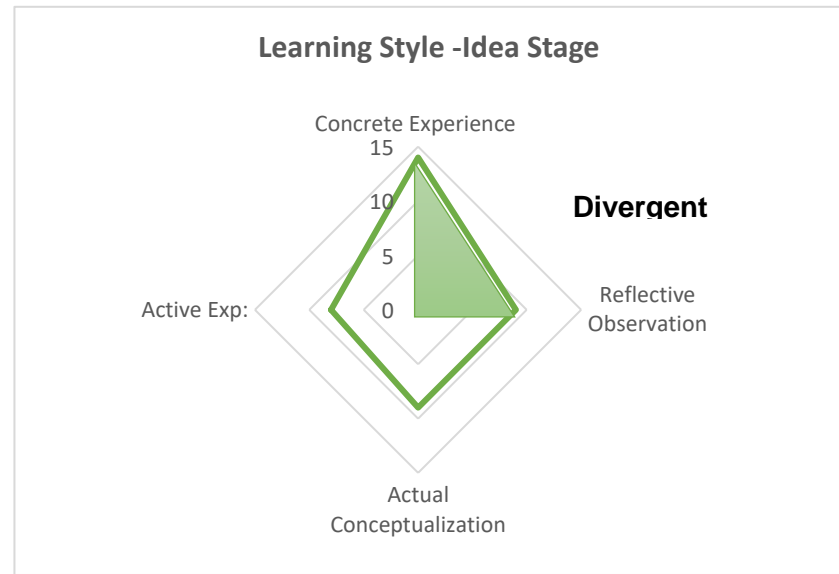 Learning Style -Idea Stage
Concrete Experience
15
10
5
0
Divergent
Active Exp:
Reflective
Observation
Actual
Conceptualization